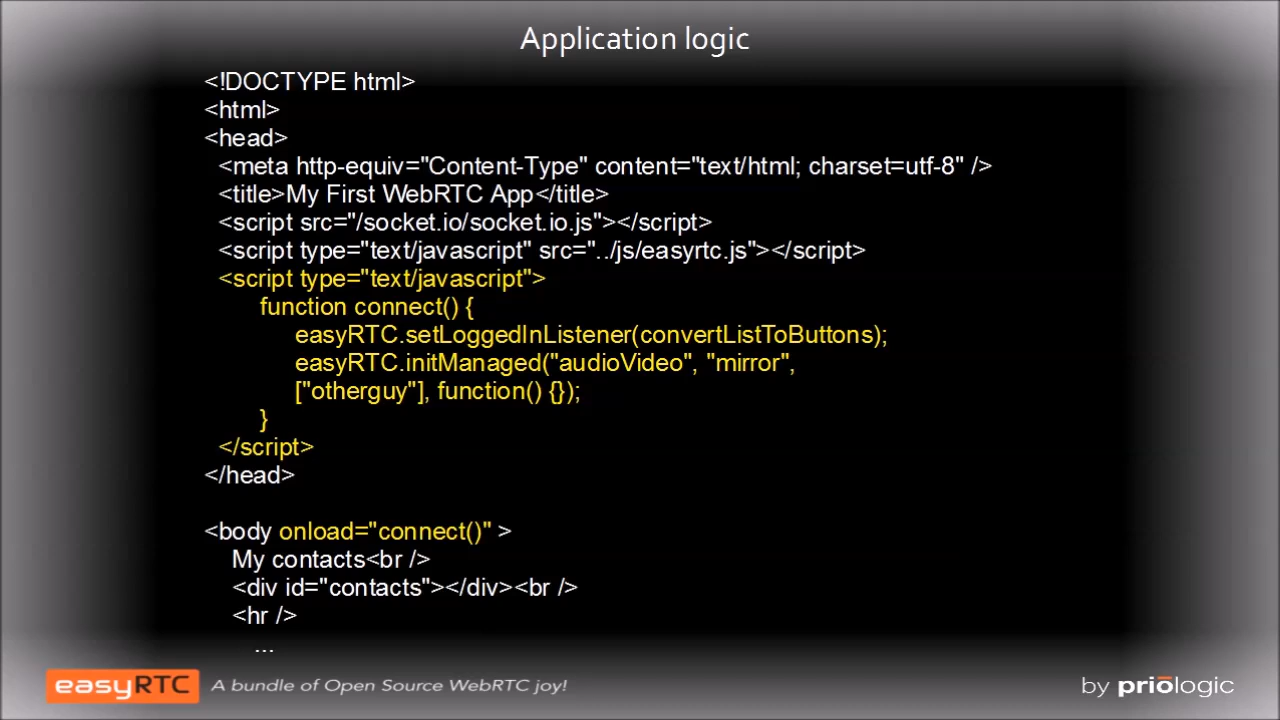 Application logic
<!DOCTYPE html>
<html>
<head>
<meta http-equiv="Content-Type" content="text/html; charset=utf-8" />
<title>My First WebRTC App</title>
<script src="/socket.io/socket.io.js"></script>
<script type="text/javascript" src="../js/easyrtc.js"></script>
<script type="text/javascript">
function connect() {
easyRTC.setLoggedInListener(convertListToButtons);
easyRTC.initManaged("audioVideo", "mirror",
["otherguy"], function() {});
}
</script>
</head>
<body onload="connect()" >
My contacts<br />
<div id="contacts"></div><br />
<hr />
...
easyRTC A bundle of Open Source WebRTC joy! by priologic